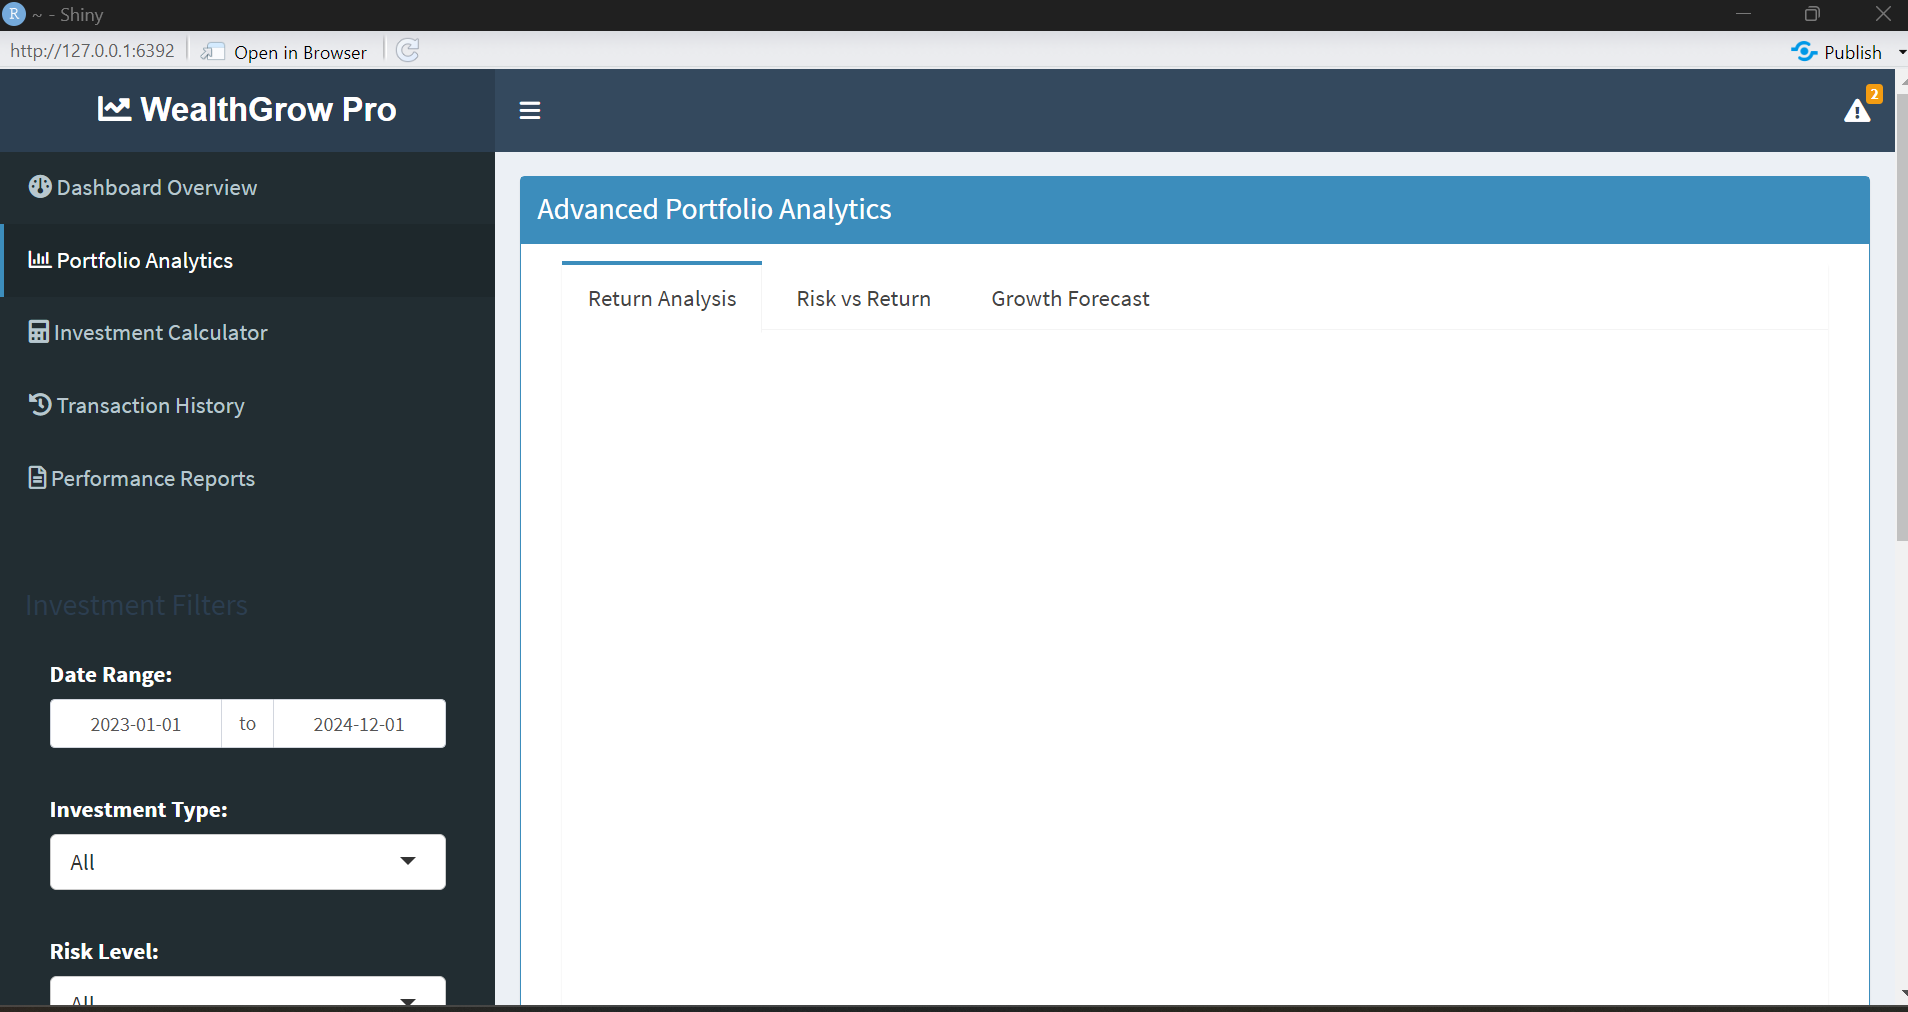 R ~ - Shiny
http://127.0.0.1:6392 Open in Browser Publish
WealthGrow Pro
2
Dashboard Overview
Portfolio Analytics
Investment Calculator
Transaction History
Performance Reports
Investment Filters
Date Range:
2023-01-01 to 2024-12-01
Investment Type:
All
Risk Level:
All
Advanced Portfolio Analytics
Return Analysis Risk vs Return Growth Forecast